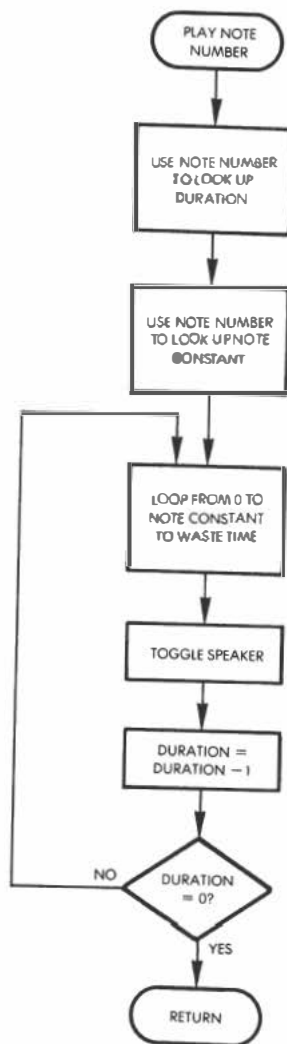 PLAY NOTE
NUMBER
USE NOTE NUMBER
TO LOOK UP
DURATION
USE NOTE NUMBER
TO LOOK UP NOTE
CONSTANT
LOOP FROM 0 TO
NOTE CONSTANT
TO WASTE TIME
TOGGLE SPEAKER
DURATION =
DURATION – 1
DURATION
= 0?
NO
YES
RETURN